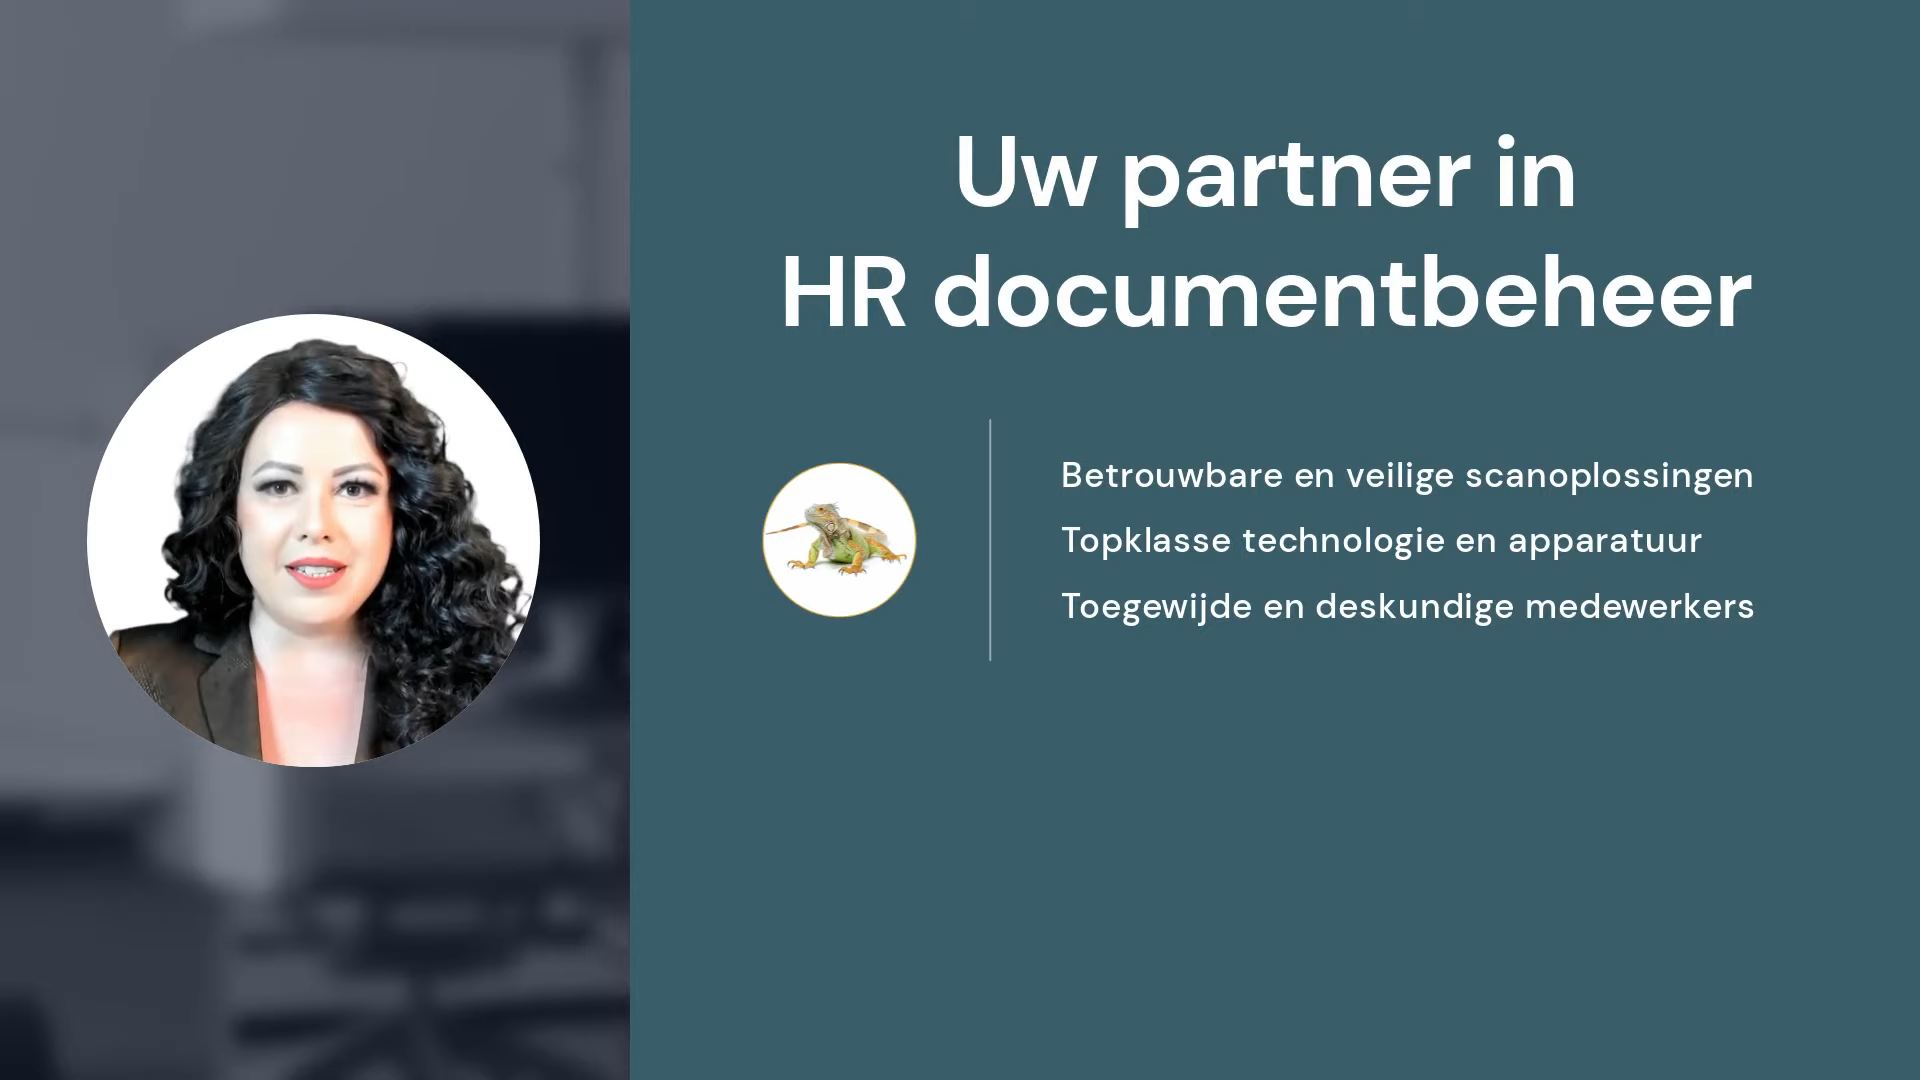 Uw partner in
HR documentbeheer
Betrouwbare en veilige scanoplossingen
Topklasse technologie en apparatuur
Toegewijde en deskundige medewerkers